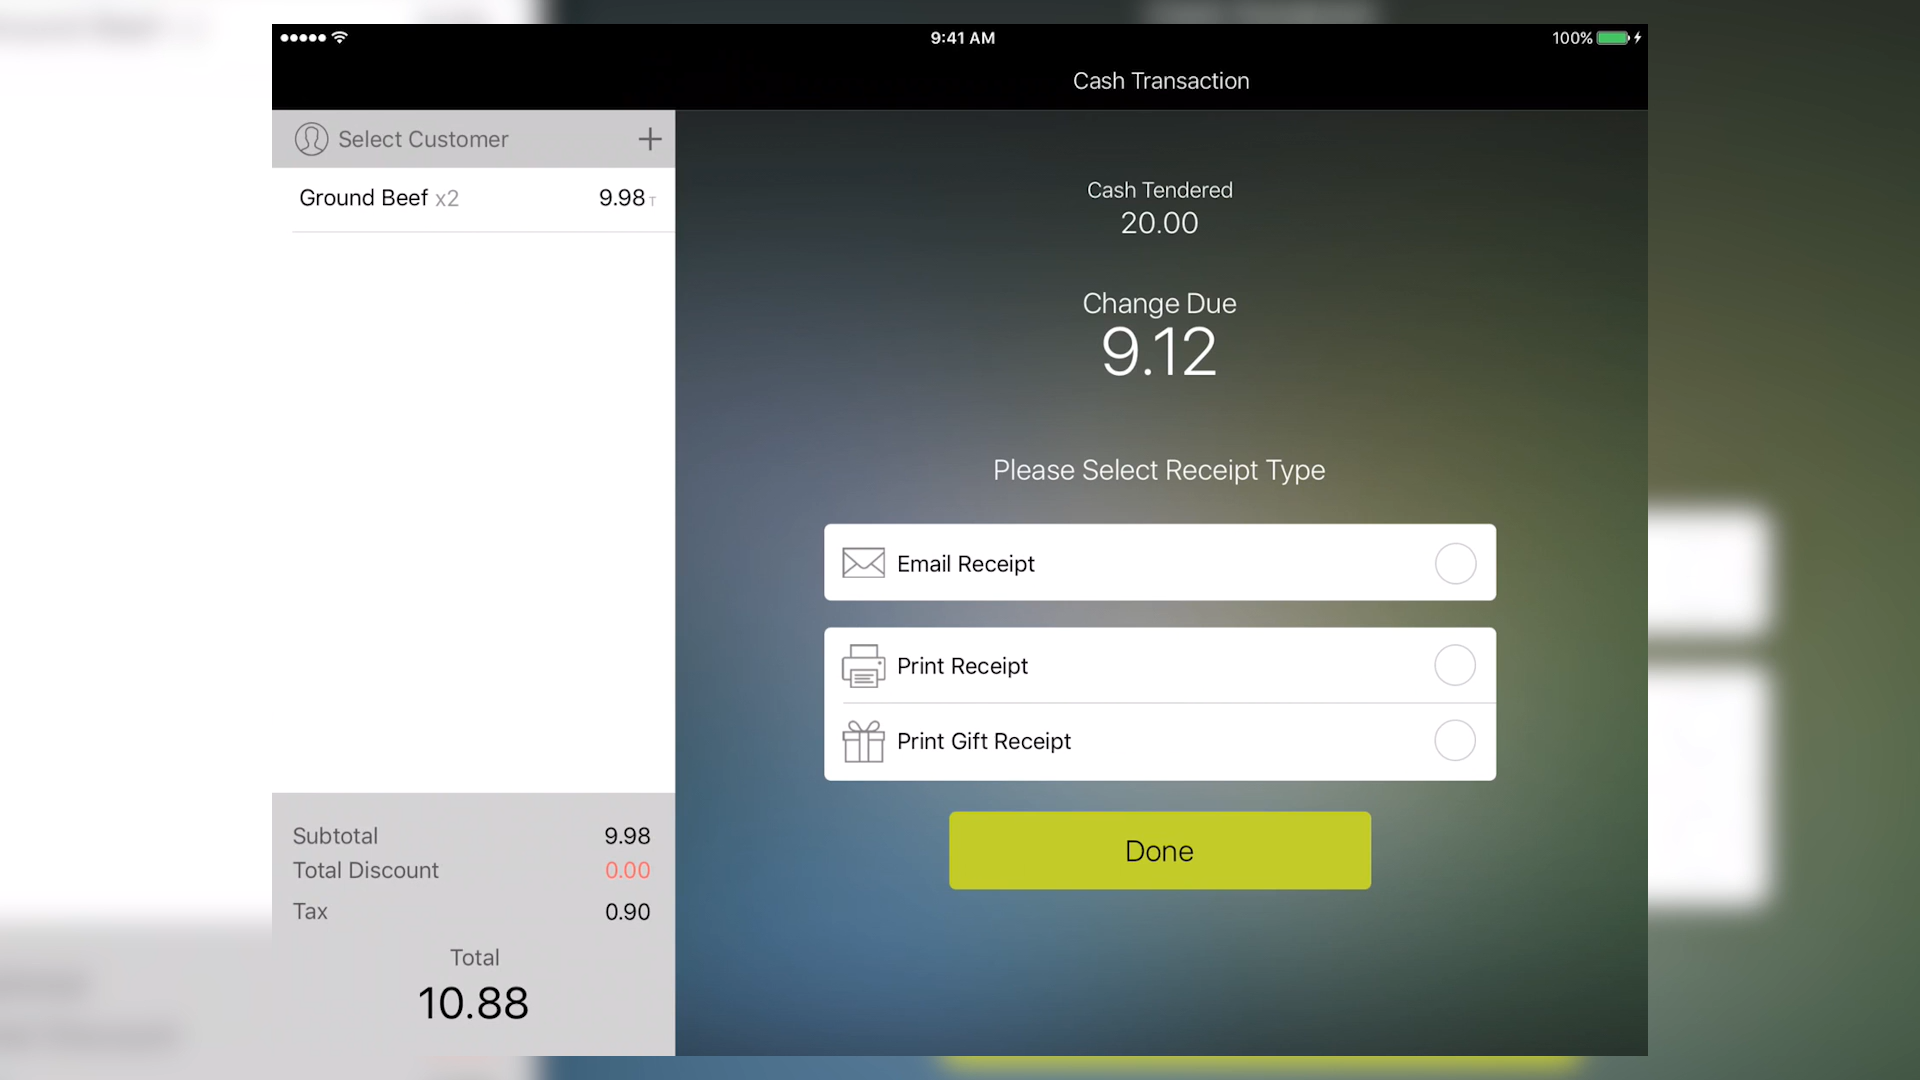 9:41 AM
100%
Cash Transaction
Select Customer
Ground Beef x2 9.98 T
Cash Tendered
20.00
Change Due
9.12
Please Select Receipt Type
Email Receipt
Print Receipt
Print Gift Receipt
Done
Subtotal 9.98
Total Discount 0.00
Tax 0.90
Total
10.88